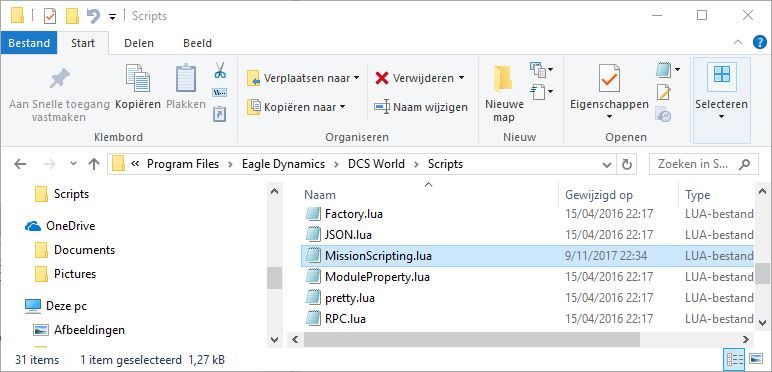 Scripts
Bestand Start Delen Beeld
Aan Snelle toegang vastmaken
Kopiëren
Plakken
Klembord
Verplaatsen naar
Kopiëren naar
Verwijderen
Naam wijzigen
Organiseren
Nieuwe map
Nieuw
Eigenschappen
Openen
Selecteren
« Program Files > Eagle Dynamics > DCS World > Scripts
Zoeken in S...
Scripts
OneDrive
Documents
Pictures
Deze pc
Afbeeldingen
Naam Gewijzigd op Type
Factory.lua 15/04/2016 22:17 LUA-bestand
JSON.lua 15/04/2016 22:17 LUA-bestand
MissionScripting.lua 9/11/2017 22:34 LUA-bestand
ModuleProperty.lua 15/04/2016 22:17 LUA-bestand
pretty.lua 15/04/2016 22:17 LUA-bestand
RPC.lua 15/04/2016 22:17 LUA-bestand
31 items 1 item geselecteerd 1,27 kB